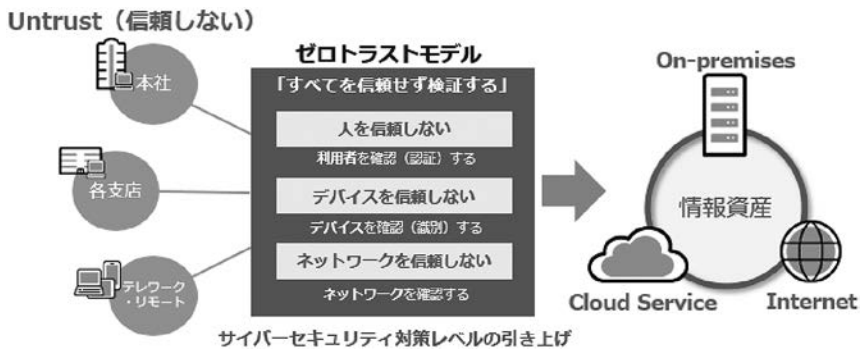 Untrust（信頼しない）
本社
各支店
テレワーク
・リモート
ゼロトラストモデル
「すべてを信頼せず検証する」
人を信頼しない
利用者を確認（認証）する
デバイスを信頼しない
デバイスを確認（識別）する
ネットワークを信頼しない
ネットワークを確認する
サイバーセキュリティ対策レベルの引き上げ
On-premises
情報資産
Cloud Service
Internet